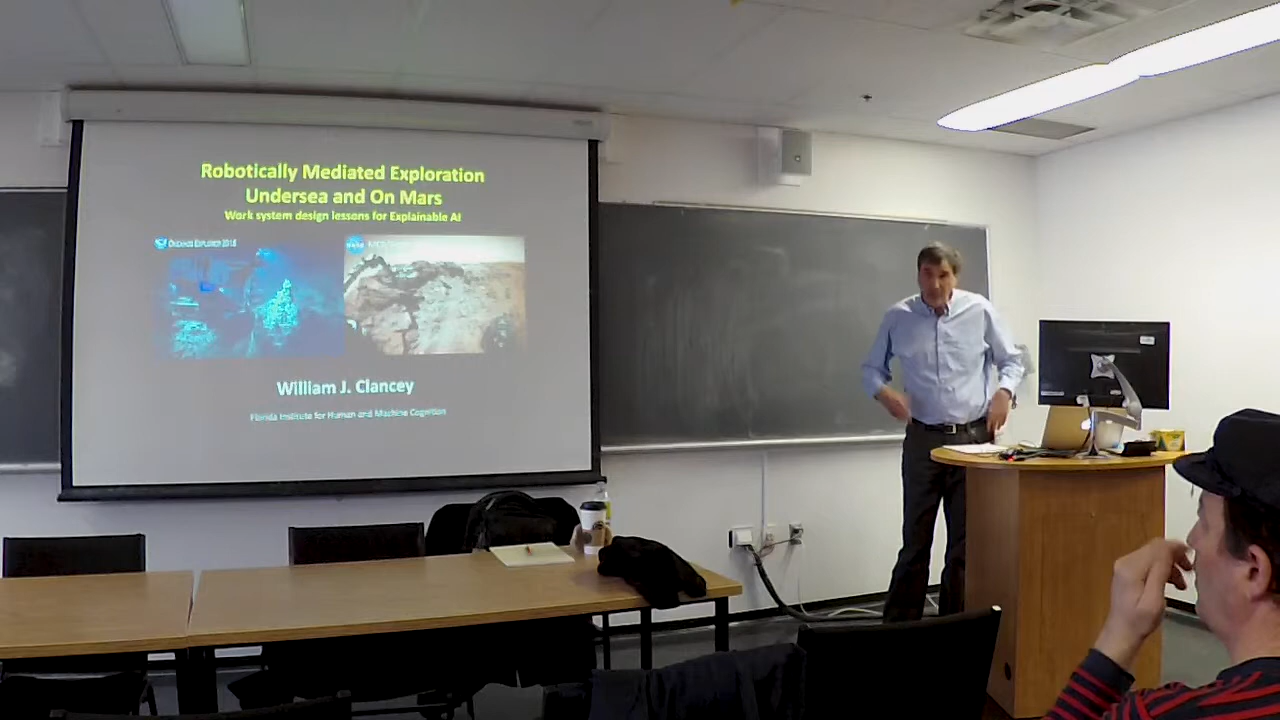 Robotically Mediated Exploration
Undersea and On Mars
Work system design lessons for Explainable AI
NASA
William J. Clancey
Florida Institute for Human and Machine Cognition